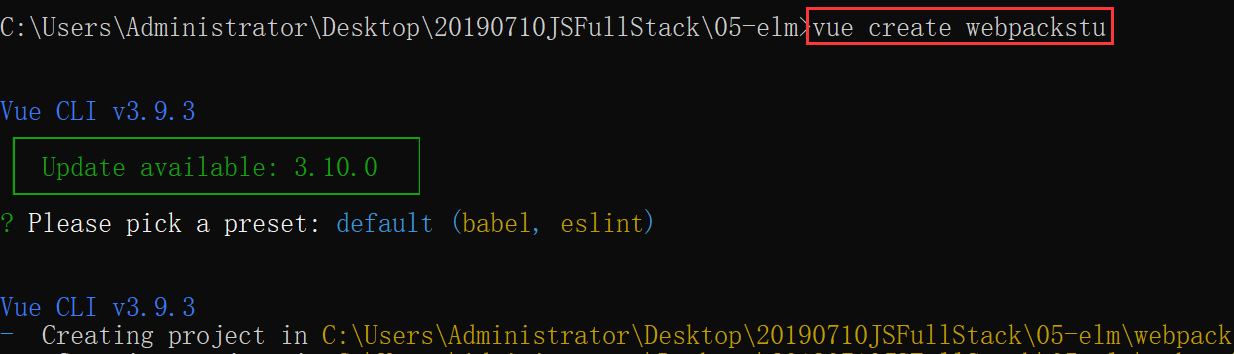 C:\Users\Administrator\Desktop\20190710JSFullStack\05-elm>vue create webpackstu
Vue CLI v3.9.3
Update available: 3.10.0
? Please pick a preset: default (babel, eslint)
Vue CLI v3.9.3
- Creating project in C:\Users\Administrator\Desktop\20190710JSFullStack\05-elm\webpack